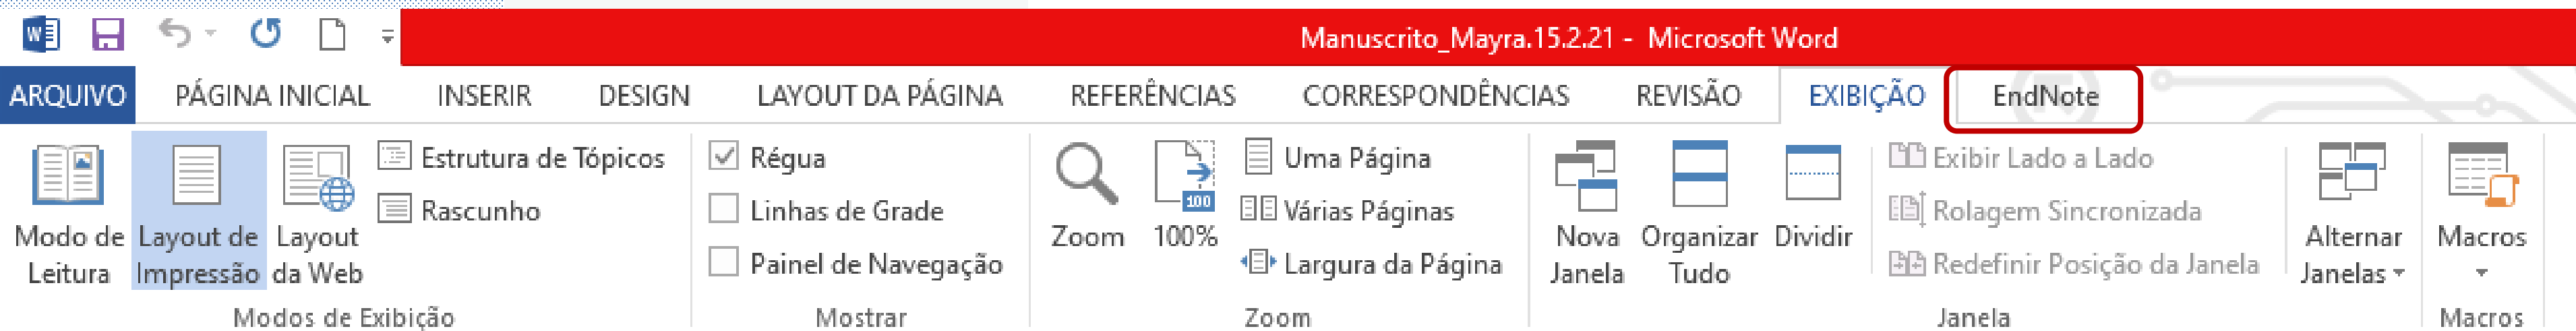 Manuscrito_Mayra.15.2.21 - Microsoft Word
ARQUIVO PÁGINA INICIAL INSERIR DESIGN LAYOUT DA PÁGINA REFERÊNCIAS CORRESPONDÊNCIAS REVISÃO EXIBIÇÃO EndNote
Modo de
Leitura
Layout de
Impressão
Layout
da Web
Estrutura de Tópicos
Rascunho
Modos de Exibição
Régua
Linhas de Grade
Painel de Navegação
Mostrar
Zoom
100
100%
Uma Página
Várias Páginas
Largura da Página
Zoom
Nova
Janela
Organizar
Tudo
Dividir
Exibir Lado a Lado
Rolagem Sincronizada
Redefinir Posição da Janela
Alternar
Janelas
Janela
Macros
Macros